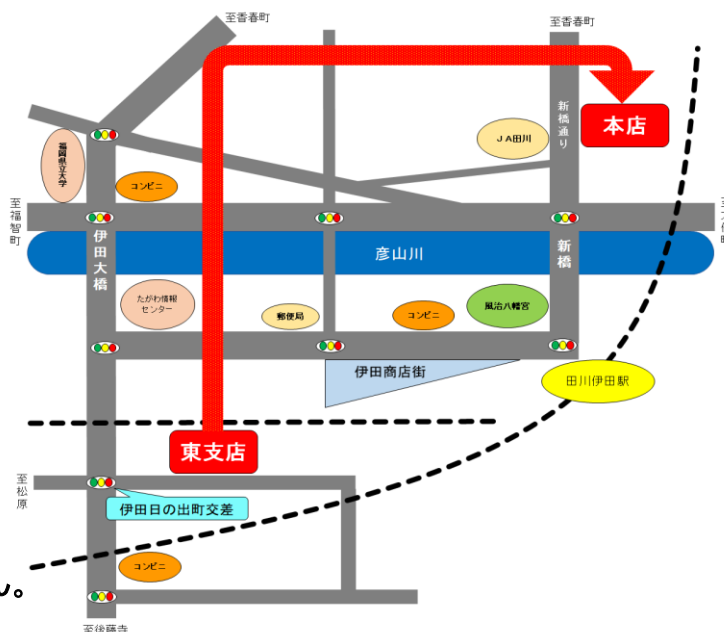 至香春町
至香春町
新橋通り
本店
JA田川
福岡県立大学
コンビニ
至福智町
伊田大橋
彦山川
新橋
たがわ情報
センター
郵便局
コンビニ
風治八幡宮
伊田商店街
田川伊田駅
東支店
至松原
伊田日の出町交差
コンビニ
ん。
至後藤寺